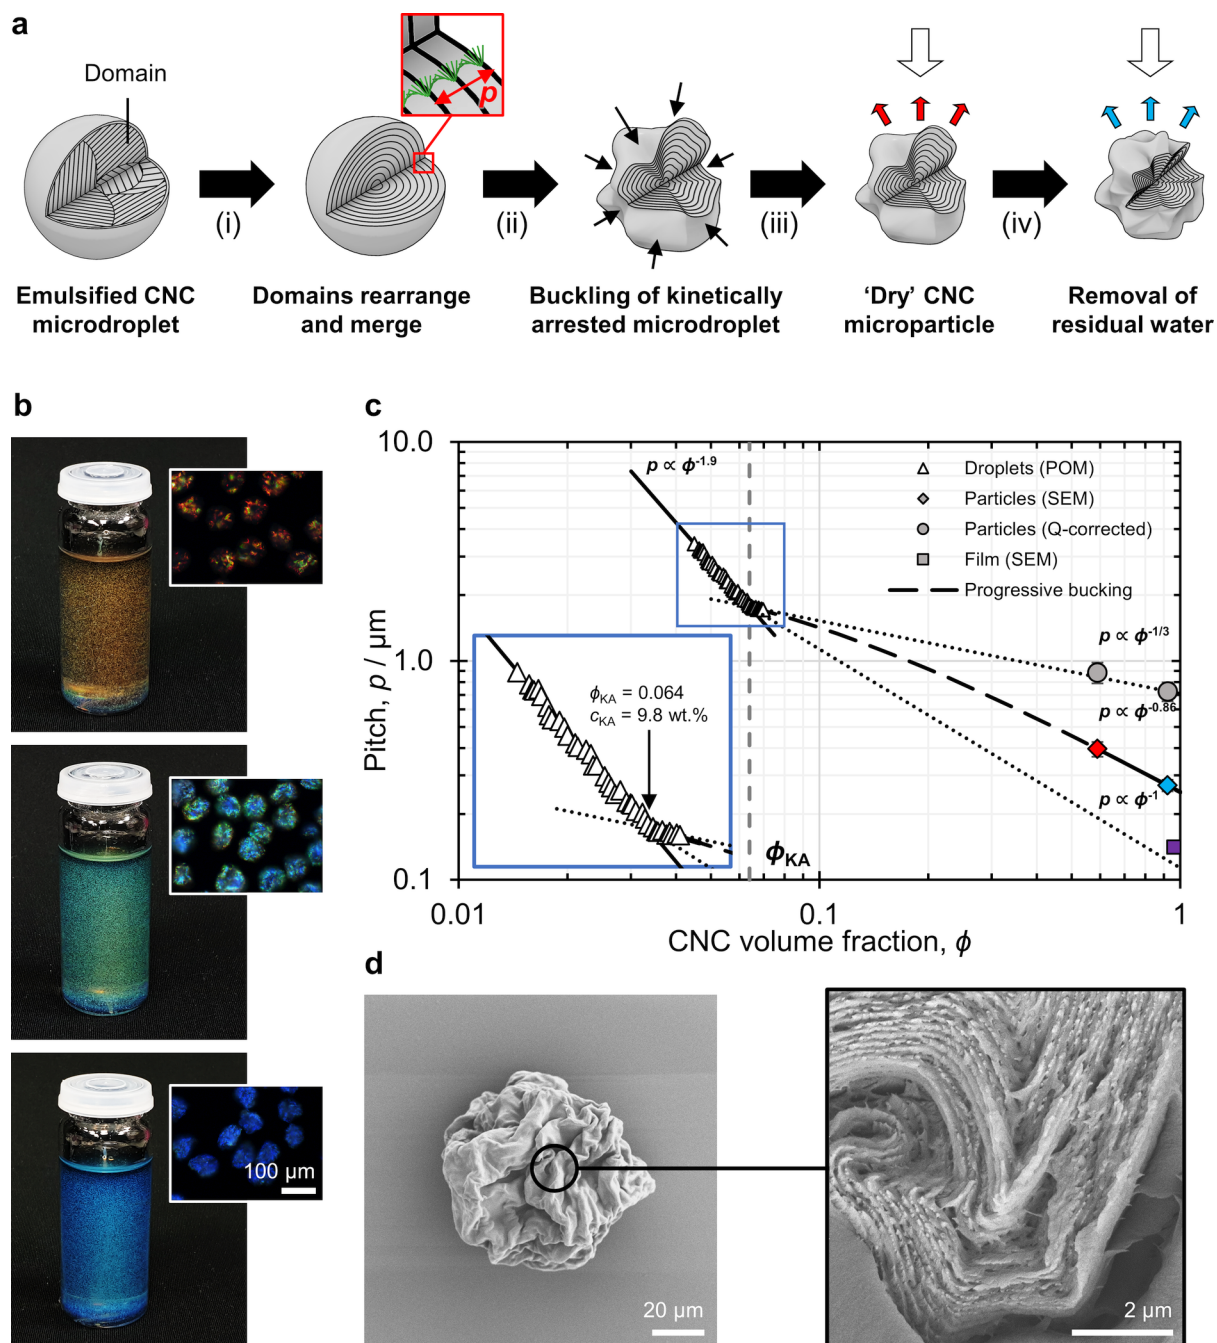 a
Domain
p
(i)
(ii)
(iii)
(iv)
Emulsified CNC
microdroplet
Domains rearrange
and merge
Buckling of kinetically
arrested microdroplet
‘Dry’ CNC
microparticle
Removal of
residual water
b
100 µm
c
Pitch, p / µm
10.0
1.0
0.1
p ∝ ϕ-1.9
Droplets (POM)
Particles (SEM)
Particles (Q-corrected)
Film (SEM)
Progressive bucking
p ∝ ϕ-1/3
p ∝ ϕ-0.86
p ∝ ϕ-1
ϕKA = 0.064
cKA = 9.8 wt.%
ϕKA
0.01
0.1
1
CNC volume fraction, ϕ
d
20 µm
2 µm